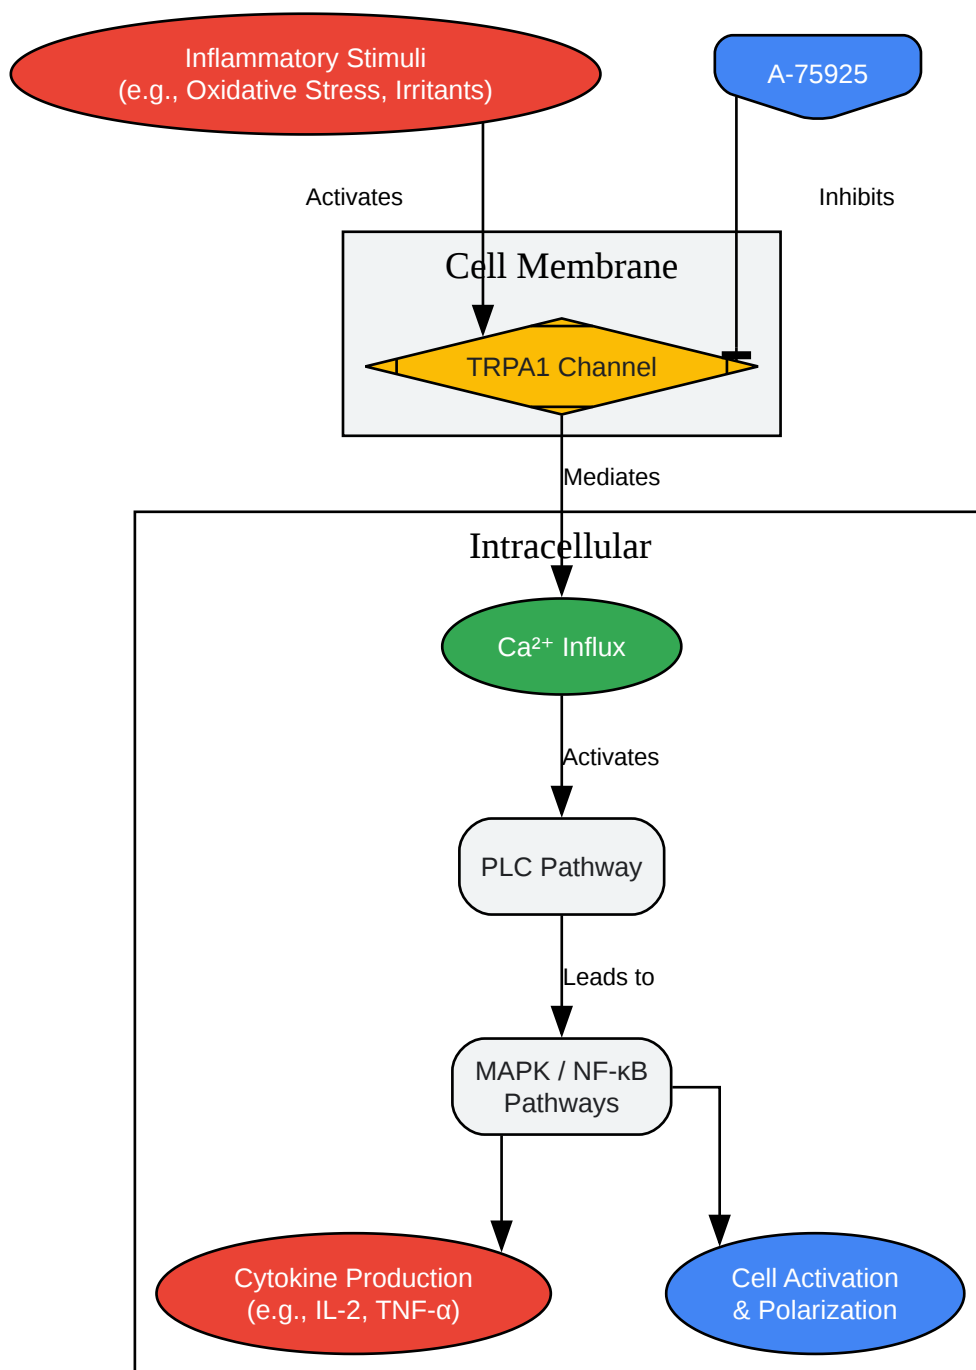 Inflammatory Stimuli
(e.g., Oxidative Stress, Irritants)
A-75925
Activates
Inhibits
Cell Membrane
TRPA1 Channel
Mediates
Intracellular
Ca²⁺ Influx
Activates
PLC Pathway
Leads to
MAPK / NF-κB
Pathways
Cytokine Production
(e.g., IL-2, TNF-α)
Cell Activation
& Polarization